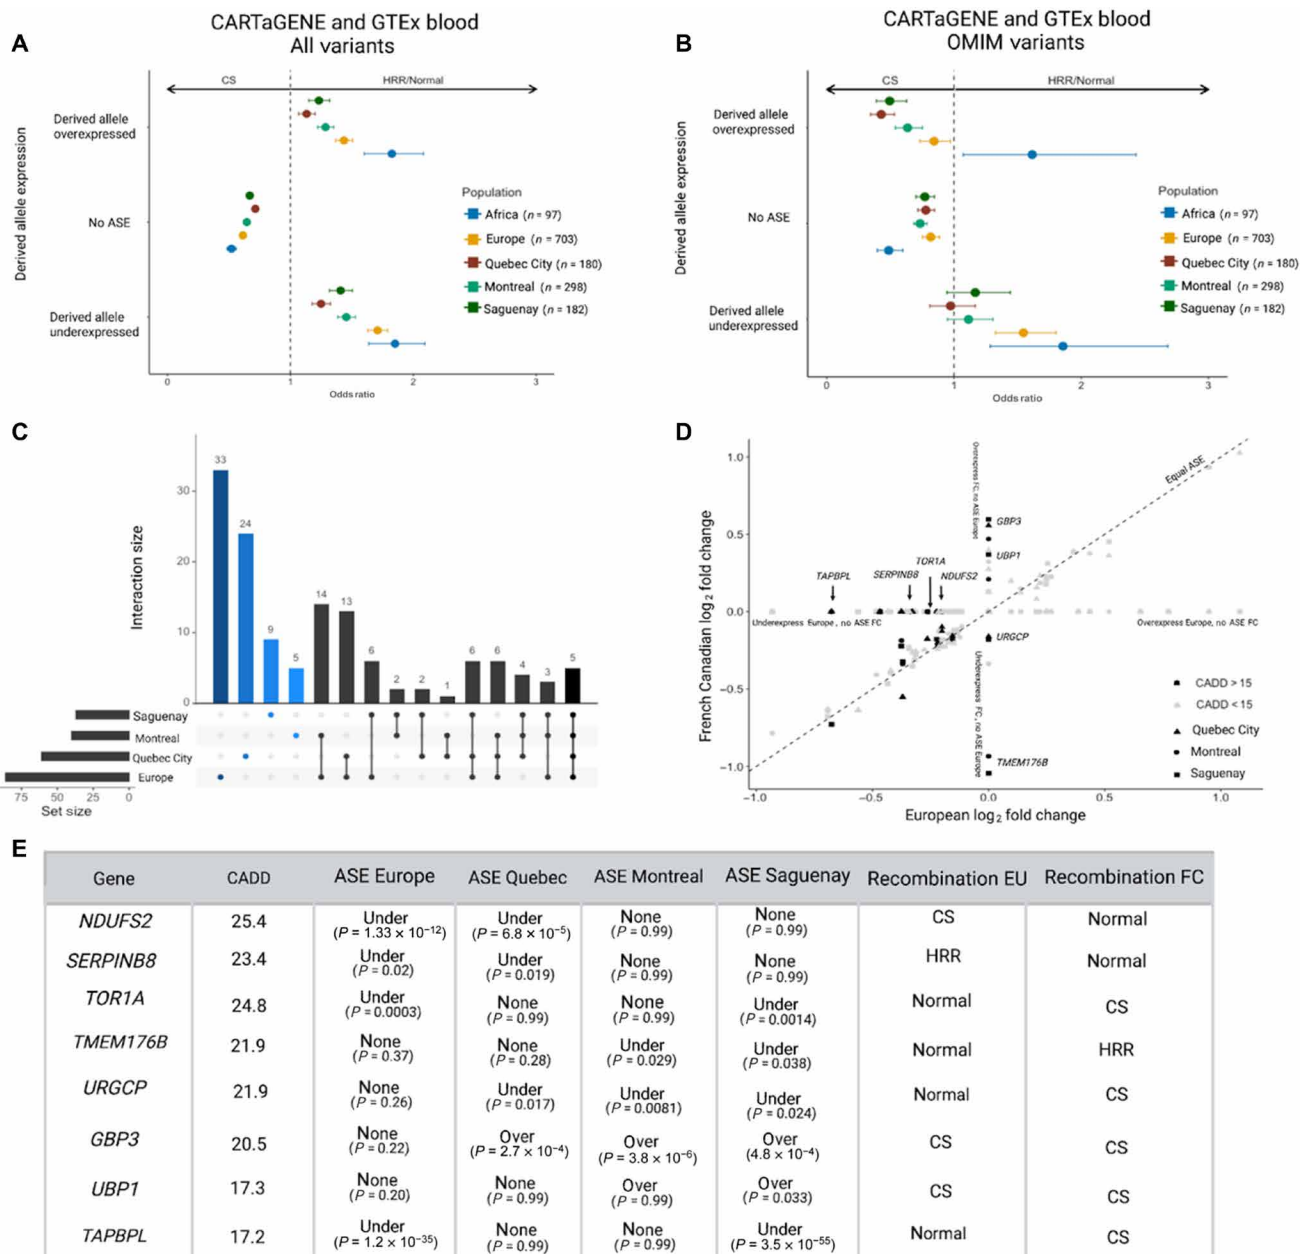 A
CARTaGENE and GTEx blood
All variants
CS
HRR/Normal
Derived allele expression
Derived allele
overexpressed
No ASE
Derived allele
underexpressed
Population
Africa (n = 97)
Europe (n = 703)
Quebec City (n = 180)
Montreal (n = 298)
Saguenay (n = 182)
0 1 2 3
Odds ratio
B
CARTaGENE and GTEx blood
OMIM variants
CS
HRR/Normal
Derived allele expression
Derived allele
overexpressed
No ASE
Derived allele
underexpressed
Population
Africa (n = 97)
Europe (n = 703)
Quebec City (n = 180)
Montreal (n = 298)
Saguenay (n = 182)
0 1 2 3
Odds ratio
C
Interaction size
30
20
10
0
33 24 9 5 14 13 6 2 2 1 6 6 4 3 5
Saguenay
Montreal
Quebec City
Europe
75 50 25 0
Set size
D
French Canadian log2 fold change
1.0
0.5
0.0
−0.5
−1.0
Overexpress FC, no ASE Europe
Equal ASE
GBP3
UBP1
TOR1A
TAPBPL
SERPINB8
NDUFS2
Underexpress Europe, no ASE FC
Overexpress Europe, no ASE FC
URGCP
Underexpress FC, no ASE Europe
TMEM176B
CADD > 15
CADD < 15
Quebec City
Montreal
Saguenay
−1.0 −0.5 0.0 0.5 1.0
European log2 fold change
E
Gene CADD ASE Europe ASE Quebec ASE Montreal ASE Saguenay Recombination EU Recombination FC
NDUFS2 25.4 Under Under None None CS Normal
(P = 1.33 × 10−12) (P = 6.8 × 10−5) (P = 0.99) (P = 0.99)
SERPINB8 23.4 Under Under None None HRR Normal
(P = 0.02) (P = 0.019) (P = 0.99) (P = 0.99)
TOR1A 24.8 Under None None Under Normal CS
(P = 0.0003) (P = 0.99) (P = 0.99) (P = 0.0014)
TMEM176B 21.9 None None Under Under Normal HRR
(P = 0.37) (P = 0.28) (P = 0.029) (P = 0.038)
URGCP 21.9 None Under Under Under Normal CS
(P = 0.26) (P = 0.017) (P = 0.0081) (P = 0.024)
GBP3 20.5 None Over Over Over CS CS
(P = 0.22) (P = 2.7 × 10−4) (P = 3.8 × 10−6) (4.8 × 10−4)
UBP1 17.3 None None Over Over CS CS
(P = 0.20) (P = 0.99) (P = 0.99) (P = 0.033)
TAPBPL 17.2 Under None None Under Normal CS
(P = 1.2 × 10−35) (P = 0.99) (P = 0.99) (P = 3.5 × 10−55)